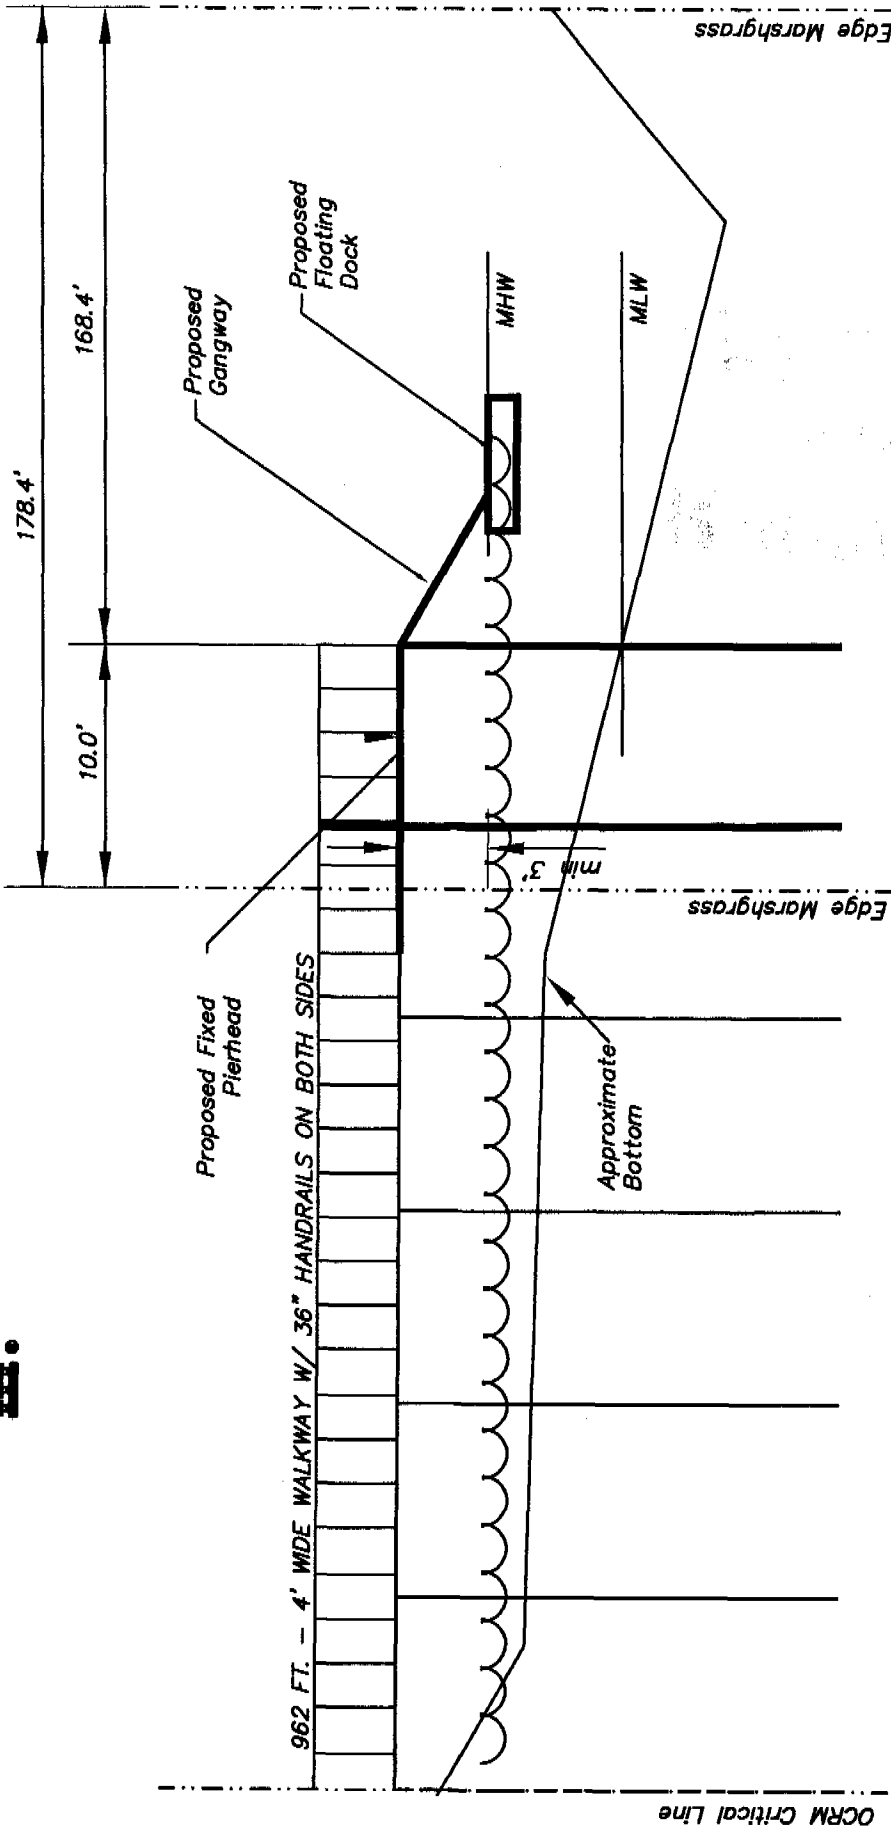 178.4'
168.4'
10.0'
Proposed
Gangway
Proposed
Floating
Dock
MHW
MLW
Edge Marshgrass
Proposed Fixed
Pierhead
3'
min
Edge Marshgrass
962 FT. - 4' WIDE WALKWAY W/ 36" HANDRAILS ON BOTH SIDES
Approximate
Bottom
OCRM Critical Line